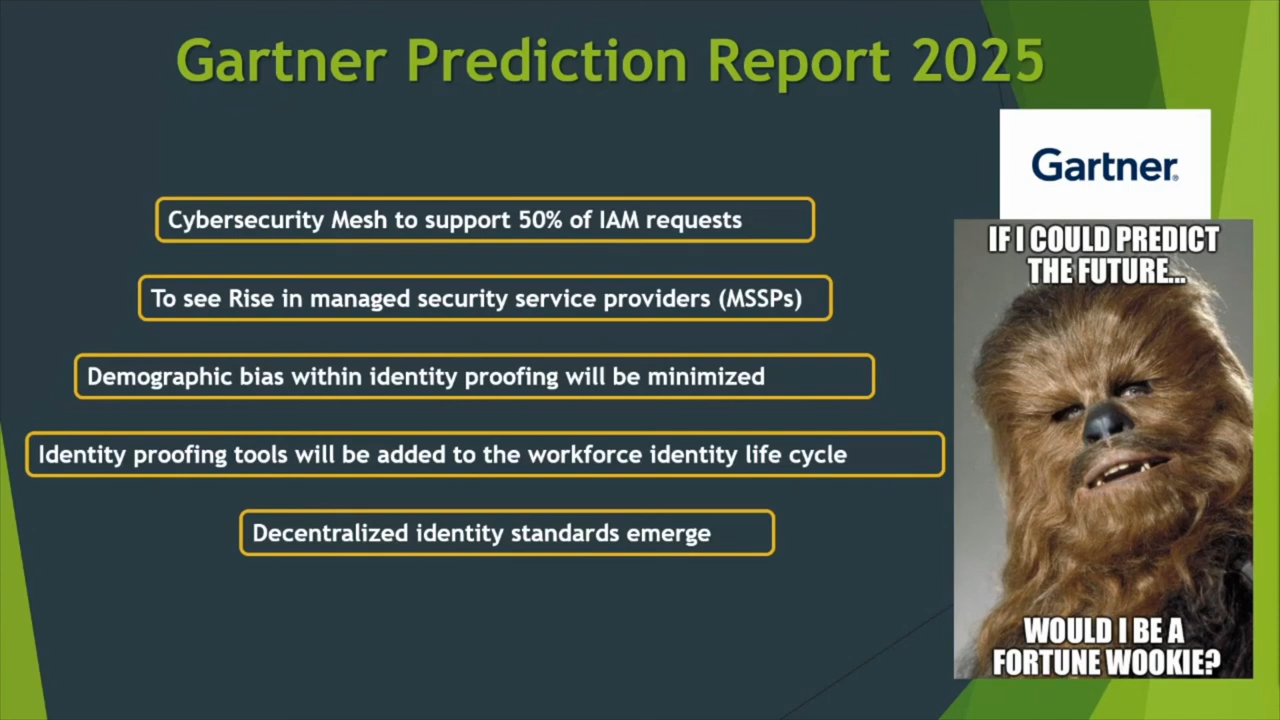 Gartner Prediction Report 2025
Gartner®
Cybersecurity Mesh to support 50% of IAM requests
To see Rise in managed security service providers (MSSPs)
Demographic bias within identity proofing will be minimized
Identity proofing tools will be added to the workforce identity life cycle
Decentralized identity standards emerge
IF I COULD PREDICT
THE FUTURE...
WOULD I BE A
FORTUNE WOOKIE?